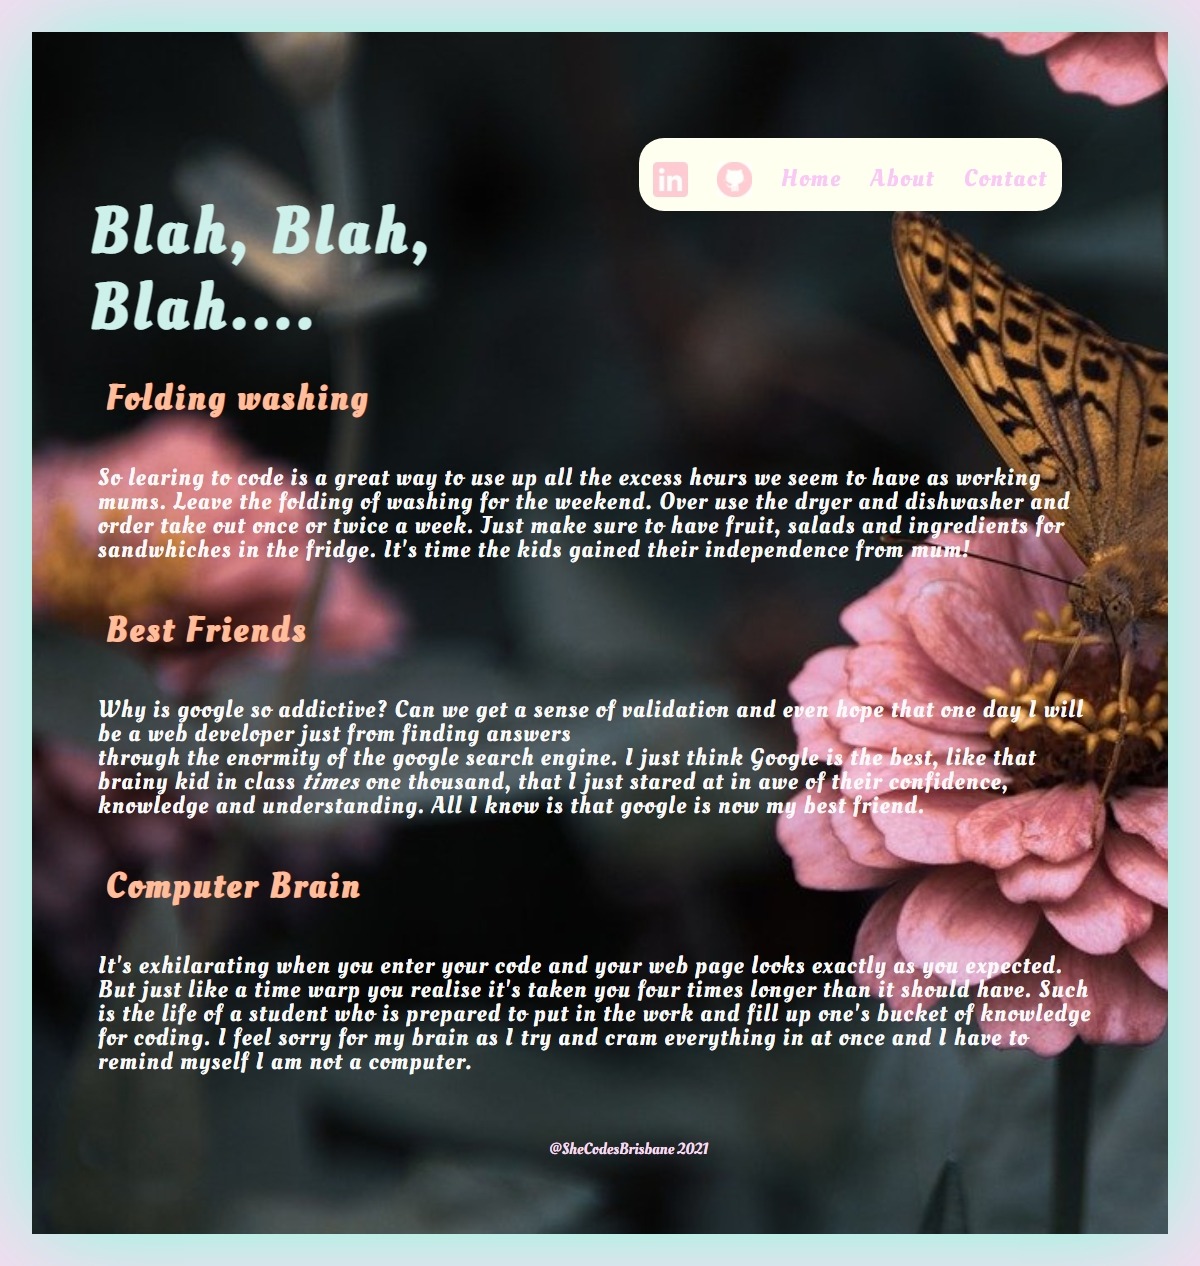 in
Home About Contact
Blah, Blah,
Blah....
Folding washing
So learing to code is a great way to use up all the excess hours we seem to have as working
mums. Leave the folding of washing for the weekend. Over use the dryer and dishwasher and
order take out once or twice a week. Just make sure to have fruit, salads and ingredients for
sandwhiches in the fridge. It's time the kids gained their independence from mum!
Best Friends
Why is google so addictive? Can we get a sense of validation and even hope that one day I will
be a web developer just from finding answers
through the enormity of the google search engine. I just think Google is the best, like that
brainy kid in class times one thousand, that I just stared at in awe of their confidence,
knowledge and understanding. All I know is that google is now my best friend.
Computer Brain
It's exhilarating when you enter your code and your web page looks exactly as you expected.
But just like a time warp you realise it's taken you four times longer than it should have. Such
is the life of a student who is prepared to put in the work and fill up one's bucket of knowledge
for coding. I feel sorry for my brain as I try and cram everything in at once and I have to
remind myself I am not a computer.
@SheCodesBrisbane 2021